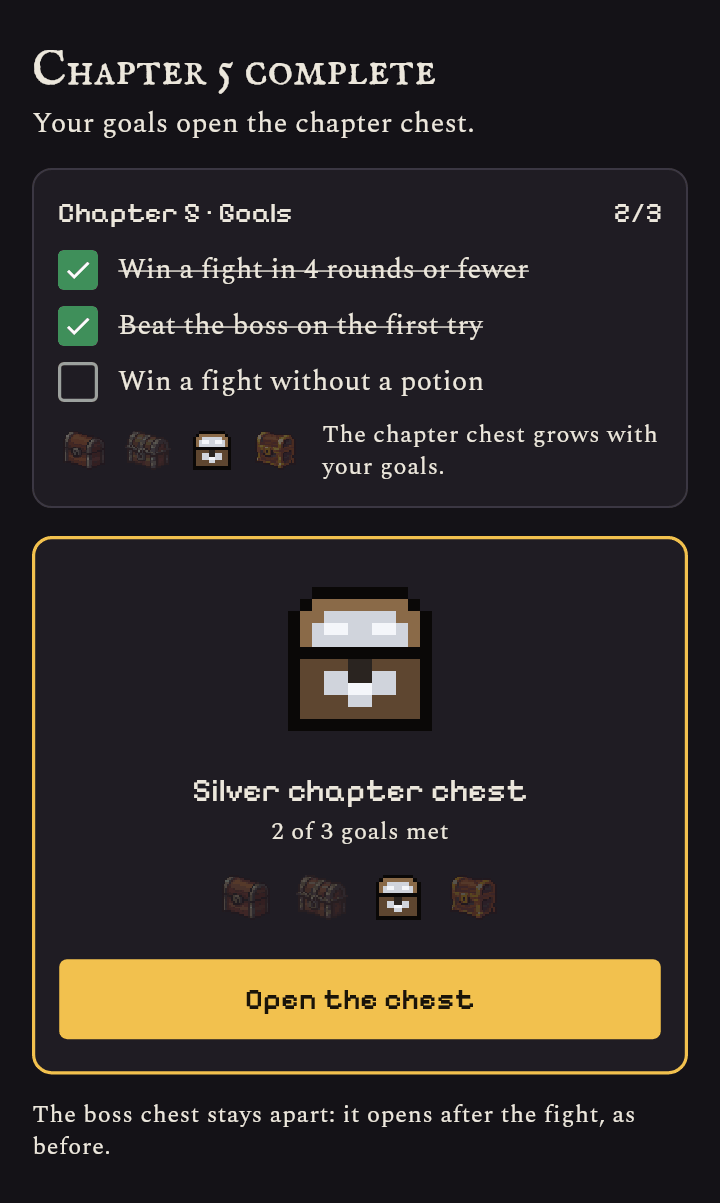 Chapter 5 complete
Your goals open the chapter chest.
Chapter 5 · Goals
2/3
Win a fight in 4 rounds or fewer
Beat the boss on the first try
Win a fight without a potion
The chapter chest grows with
your goals.
Silver chapter chest
2 of 3 goals met
Open the chest
The boss chest stays apart: it opens after the fight, as
before.